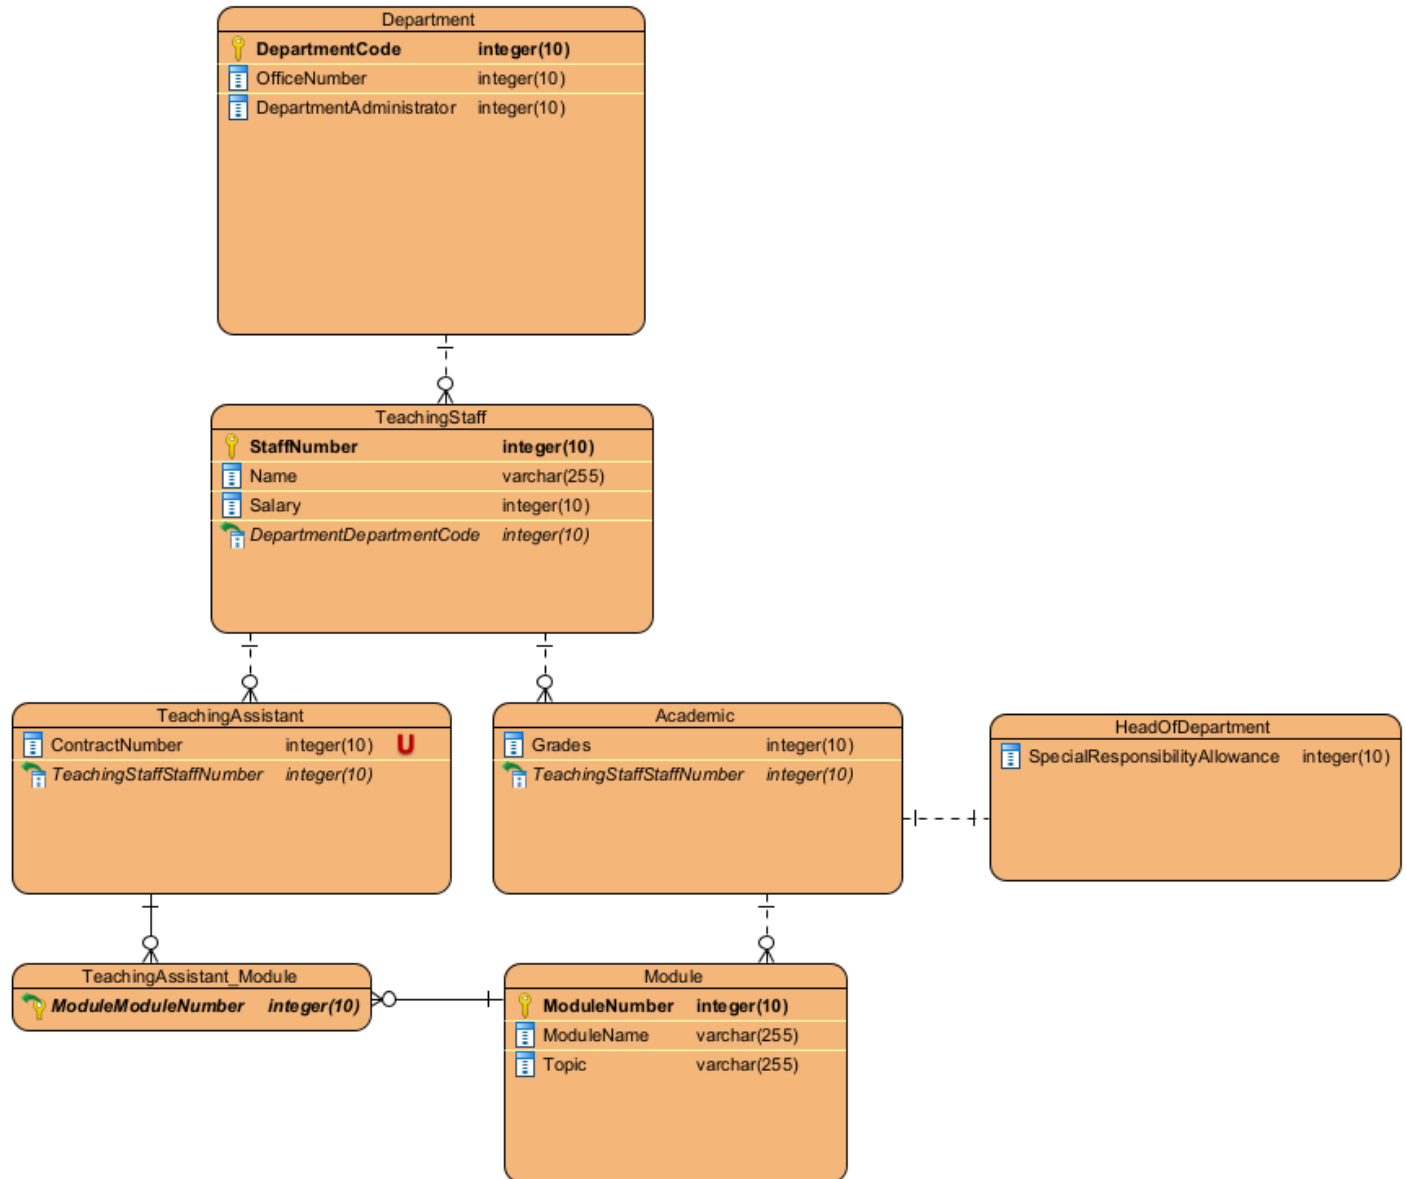 Department
DepartmentCode integer(10)
OfficeNumber integer(10)
DepartmentAdministrator integer(10)
TeachingStaff
StaffNumber integer(10)
Name varchar(255)
Salary integer(10)
DepartmentDepartmentCode integer(10)
TeachingAssistant
ContractNumber integer(10) U
TeachingStaffStaffNumber integer(10)
Academic
Grades integer(10)
TeachingStaffStaffNumber integer(10)
HeadOfDepartment
SpecialResponsibilityAllowance integer(10)
TeachingAssistant_Module
ModuleModuleNumber integer(10)
Module
ModuleNumber integer(10)
ModuleName varchar(255)
Topic varchar(255)